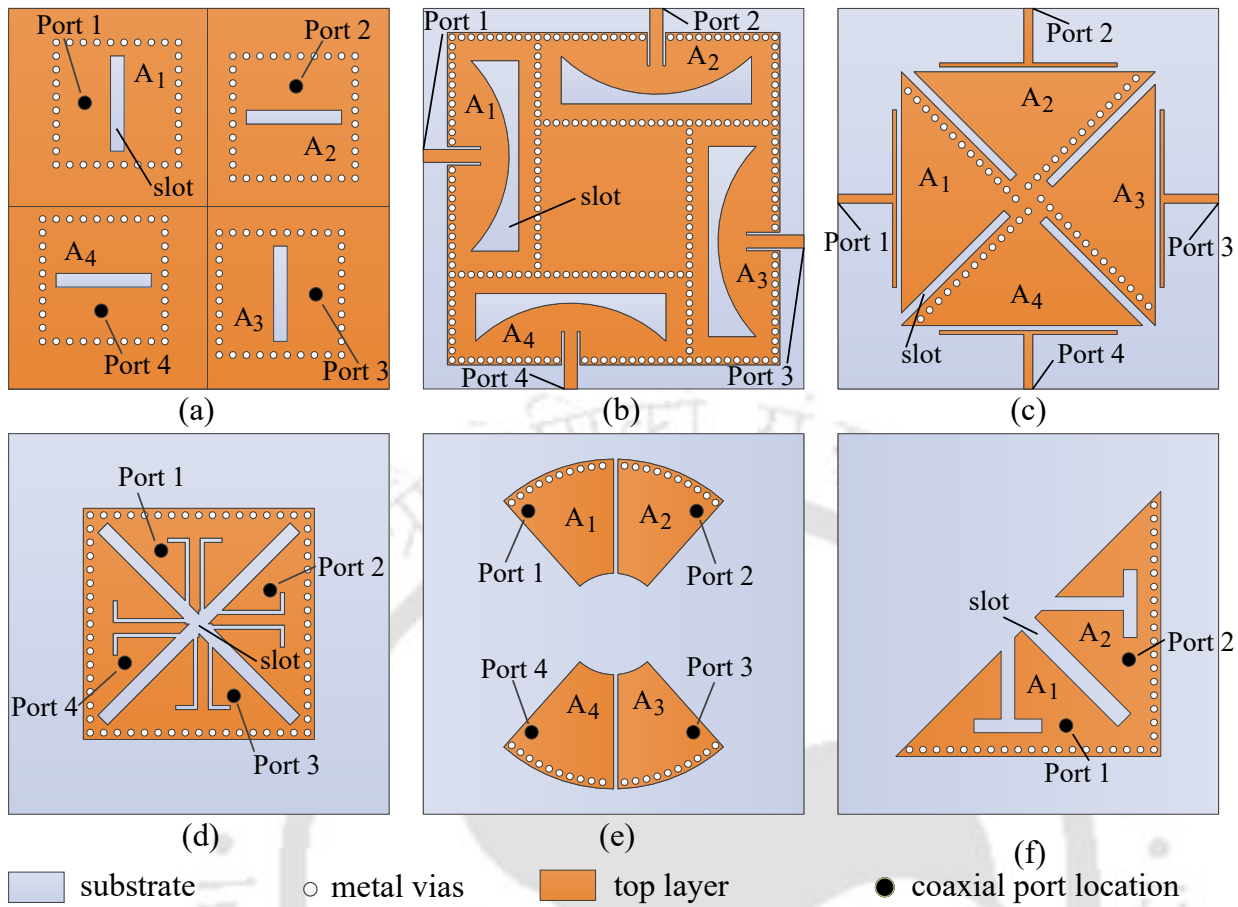 Port 1
A1
slot
Port 2
A2
A4
Port 4
A3
Port 3
(a)
Port 1
Port 2
A1
A2
slot
A3
A4
Port 4
Port 3
(b)
Port 2
A2
A1
A3
Port 1
Port 3
A4
slot
Port 4
(c)
Port 1
Port 2
slot
Port 4
Port 3
(d)
A1
A2
Port 1
Port 2
Port 4
Port 3
A4
A3
(e)
slot
A2
Port 2
A1
Port 1
(f)
substrate
metal vias
top layer
coaxial port location